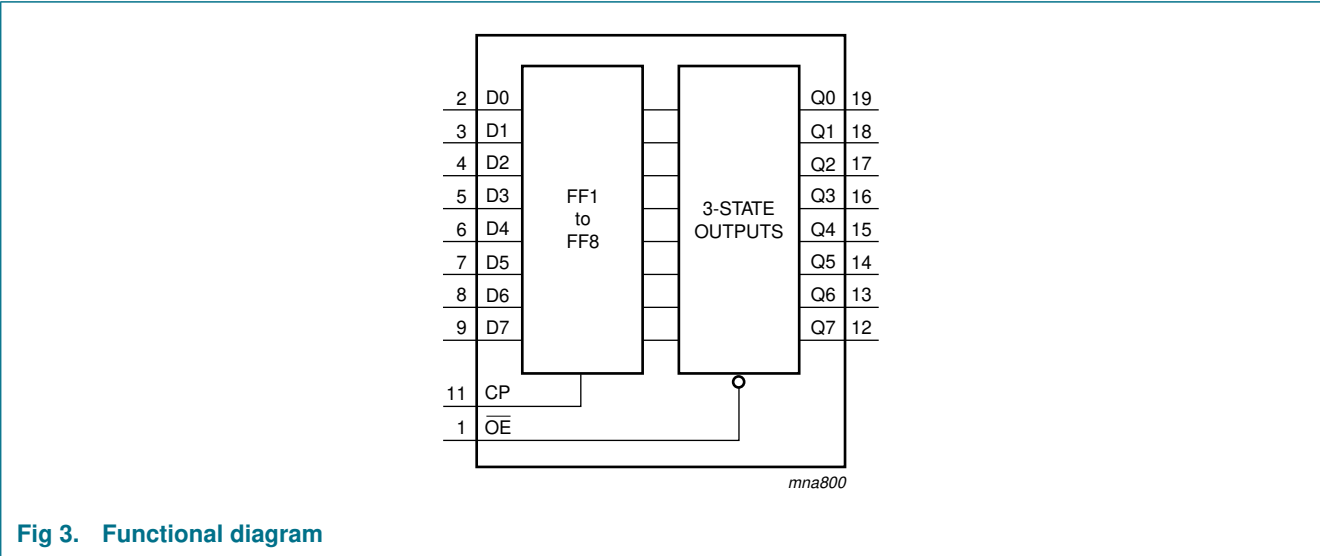 2 D0 Q0 19
3 D1 Q1 18
4 D2 Q2 17
5 D3 FF1 Q3 16
to 3-STATE
6 D4 FF8 OUTPUTS Q4 15
7 D5 Q5 14
8 D6 Q6 13
9 D7 Q7 12
11 CP
1 O̅E̅
mna800
Fig 3. Functional diagram